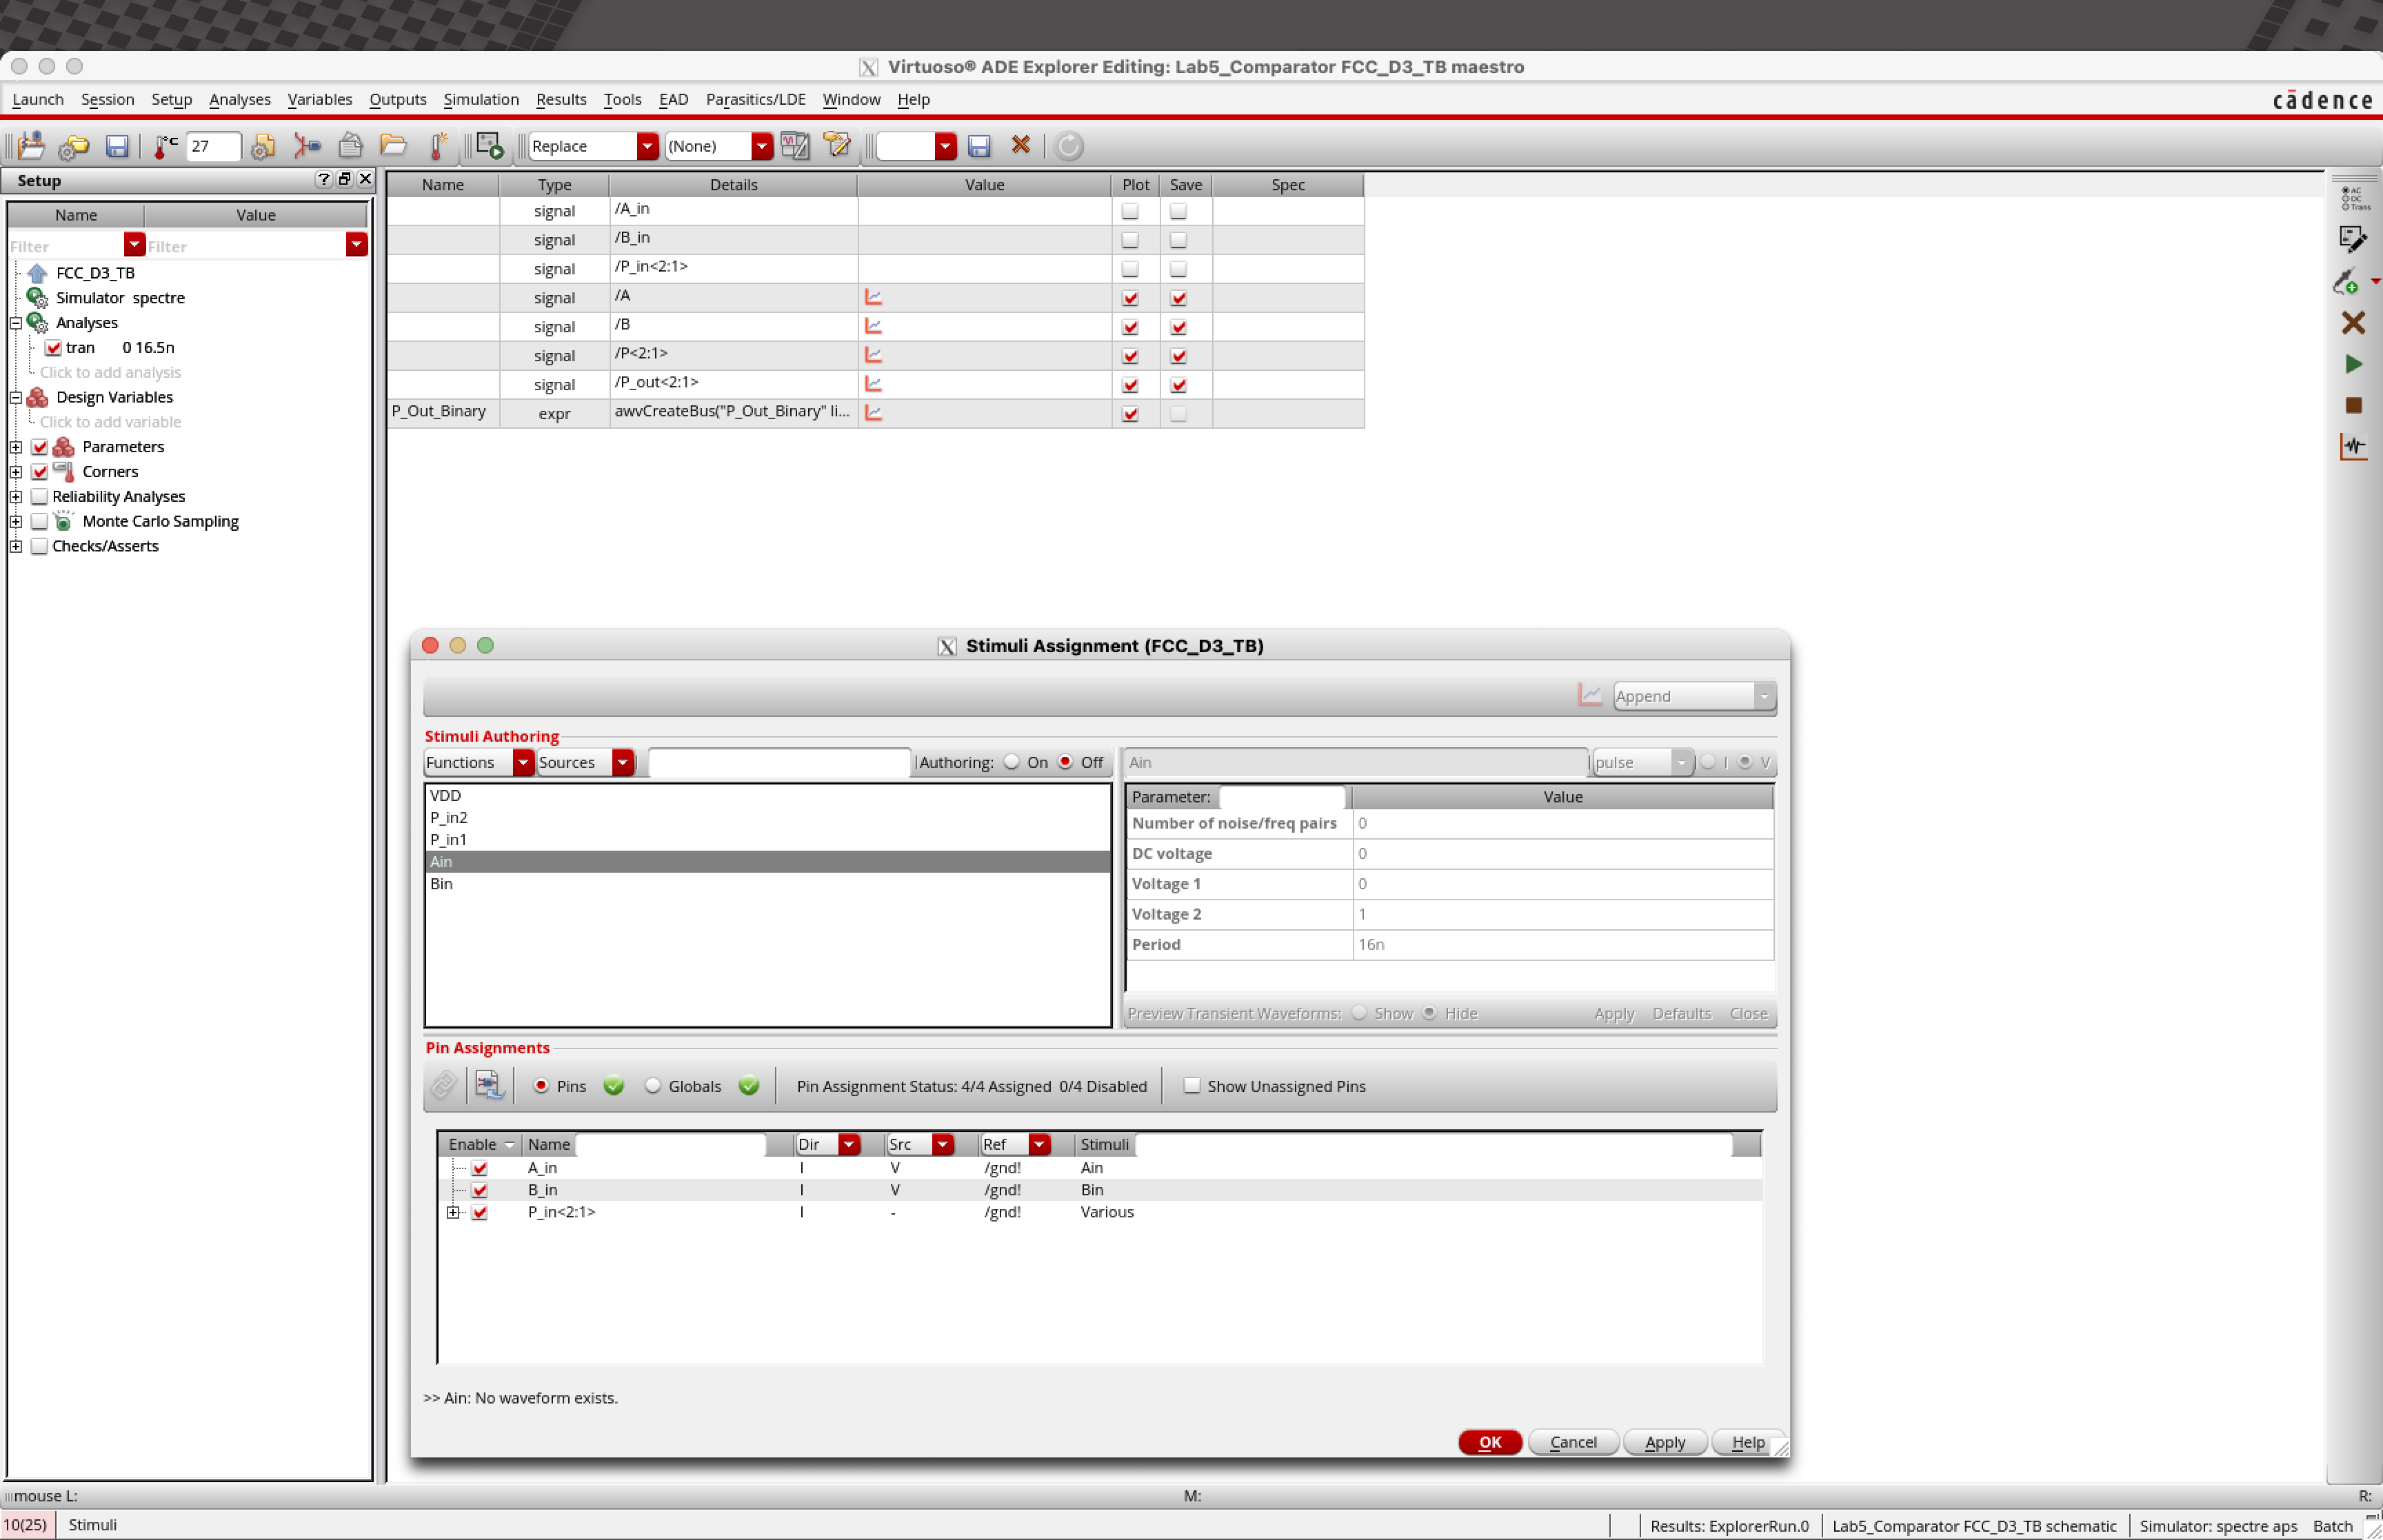 Virtuoso® ADE Explorer Editing: Lab5_Comparator FCC_D3_TB maestro
Launch Session Setup Analyses Variables Outputs Simulation Results Tools EAD Parasitics/LDE Window Help
cādence
°C 27 Replace (None)
Setup
Name Value
Filter Filter
FCC_D3_TB
Simulator spectre
Analyses
tran 0 16.5n
Click to add analysis
Design Variables
Click to add variable
Parameters
Corners
Reliability Analyses
Monte Carlo Sampling
Checks/Asserts
Name Type Details Value Plot Save Spec
signal /A_in
signal /B_in
signal /P_in<2:1>
signal /A
signal /B
signal /P<2:1>
signal /P_out<2:1>
P_Out_Binary expr awvCreateBus("P_Out_Binary" li...
AC
DC
Trans
Stimuli Assignment (FCC_D3_TB)
Append
Stimuli Authoring
Functions Sources Authoring: On Off
VDD
P_in2
P_in1
Ain
Bin
Ain pulse I V
Parameter: Value
Number of noise/freq pairs 0
DC voltage 0
Voltage 1 0
Voltage 2 1
Period 16n
Preview Transient Waveforms: Show Hide Apply Defaults Close
Pin Assignments
Pins Globals Pin Assignment Status: 4/4 Assigned 0/4 Disabled Show Unassigned Pins
Enable Name Dir Src Ref Stimuli
A_in I V /gnd! Ain
B_in I V /gnd! Bin
P_in<2:1> I - /gnd! Various
>> Ain: No waveform exists.
OK Cancel Apply Help
mouse L: M: R:
10(25) Stimuli Results: ExplorerRun.0 Lab5_Comparator FCC_D3_TB schematic Simulator: spectre aps Batch